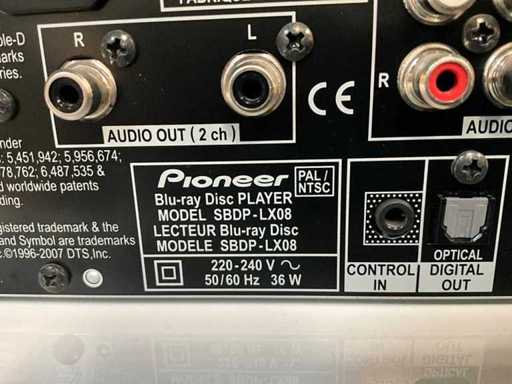 FABRIQUE
ble-D
marks
ries.
R
L
AUDIO OUT ( 2 ch )
CE
R
AUDIO
nder
: 5,451,942; 5,956,674;
78,762; 6,487,535 &
d worldwide patents
ding
gistered trademark &
and Symbol are trademarks
c.©1996-2007 DTS,Inc.
Pioneer
PAL/
NTSC
Blu-ray Disc PLAYER
MODEL SBDP-LX08
LECTEUR Blu-ray Disc
MODELE SBDP-LX08
220-240 V ~
50/60 Hz 36 W
CONTROL
IN
OPTICAL
DIGITAL
OUT